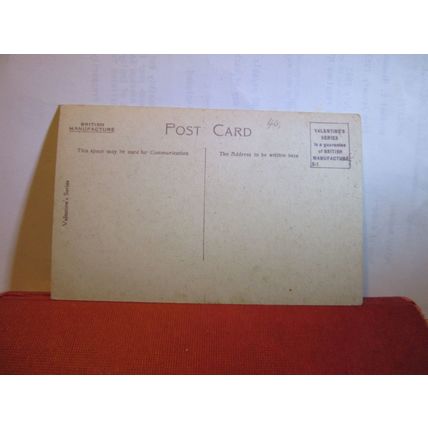 BRITISH
MANUFACTURE
POST CARD
40,
This space may be used for Communication
The Address to be written here
VALENTINE'S
SERIES
is a guarantee
of BRITISH
MANUFACTURE
Valentine's Series